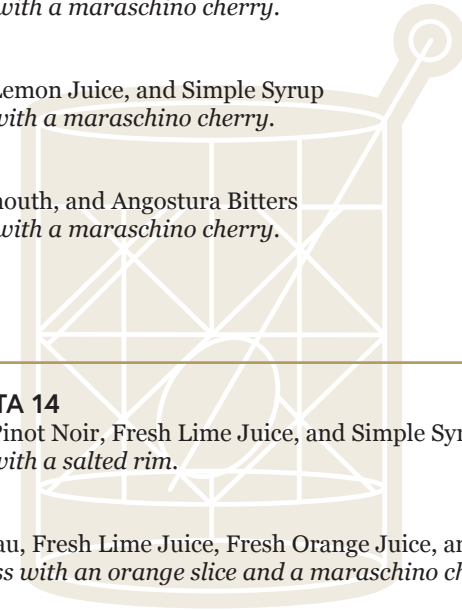 with a maraschino cherry.
Lemon Juice, and Simple Syrup
with a maraschino cherry.
mouth, and Angostura Bitters
with a maraschino cherry.
TA 14
Pinot Noir, Fresh Lime Juice, and Simple Syr
with a salted rim.
au, Fresh Lime Juice, Fresh Orange Juice, an
ss with an orange slice and a maraschino ch